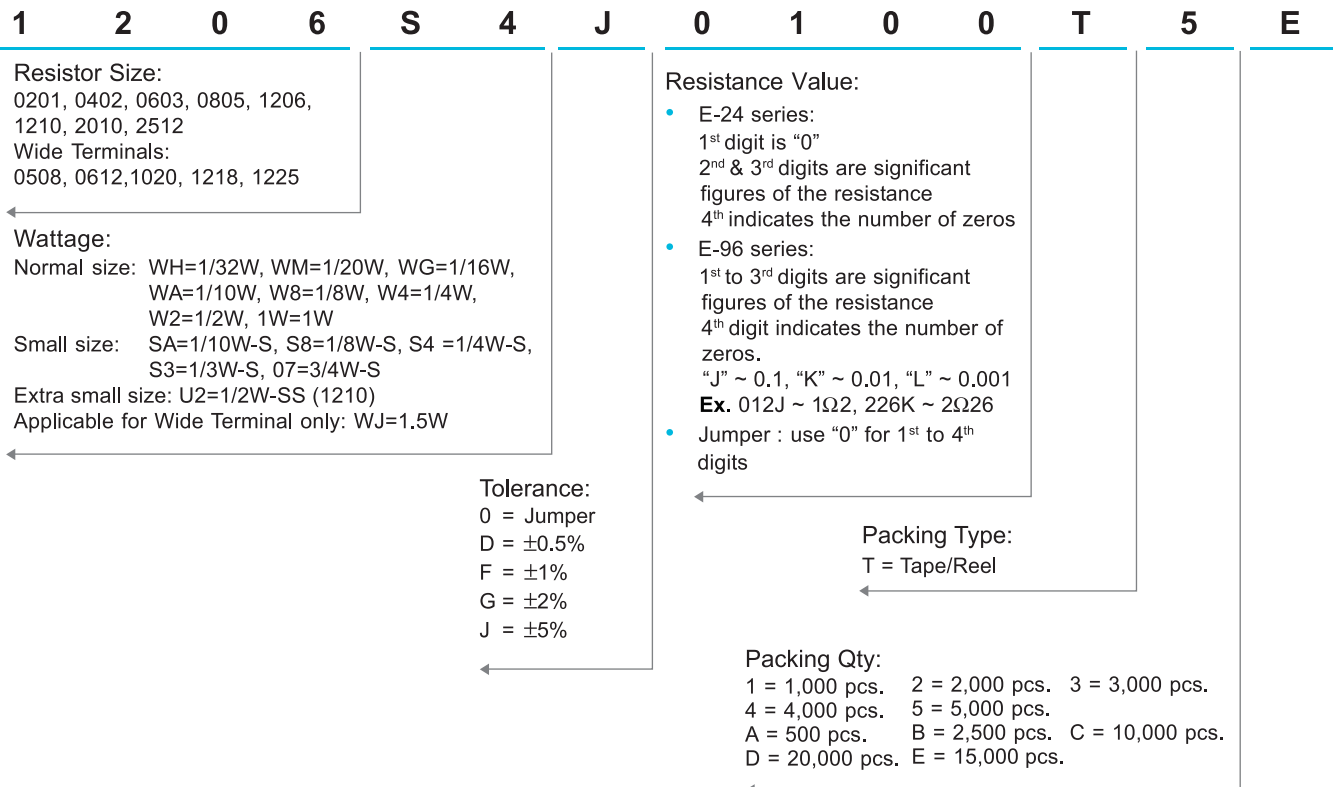 1 2 0 6 S 4 J 0 1 0 0 T 5 E
Resistor Size:
0201, 0402, 0603, 0805, 1206,
1210, 2010, 2512
Wide Terminals:
0508, 0612,1020, 1218, 1225
Wattage:
Normal size: WH=1/32W, WM=1/20W, WG=1/16W,
WA=1/10W, W8=1/8W, W4=1/4W,
W2=1/2W, 1W=1W
Small size: SA=1/10W-S, S8=1/8W-S, S4 =1/4W-S,
S3=1/3W-S, 07=3/4W-S
Extra small size: U2=1/2W-SS (1210)
Applicable for Wide Terminal only: WJ=1.5W
Tolerance:
0 = Jumper
D = ±0.5%
F = ±1%
G = ±2%
J = ±5%
Resistance Value:
• E-24 series:
1st digit is “0”
2nd & 3rd digits are significant
figures of the resistance
4th indicates the number of zeros
• E-96 series:
1st to 3rd digits are significant
figures of the resistance
4th digit indicates the number of
zeros.
“J” ~ 0.1, “K” ~ 0.01, “L” ~ 0.001
Ex. 012J ~ 1Ω2, 226K ~ 2Ω26
• Jumper : use “0” for 1st to 4th
digits
Packing Type:
T = Tape/Reel
Packing Qty:
1 = 1,000 pcs. 2 = 2,000 pcs. 3 = 3,000 pcs.
4 = 4,000 pcs. 5 = 5,000 pcs.
A = 500 pcs. B = 2,500 pcs. C = 10,000 pcs.
D = 20,000 pcs. E = 15,000 pcs.